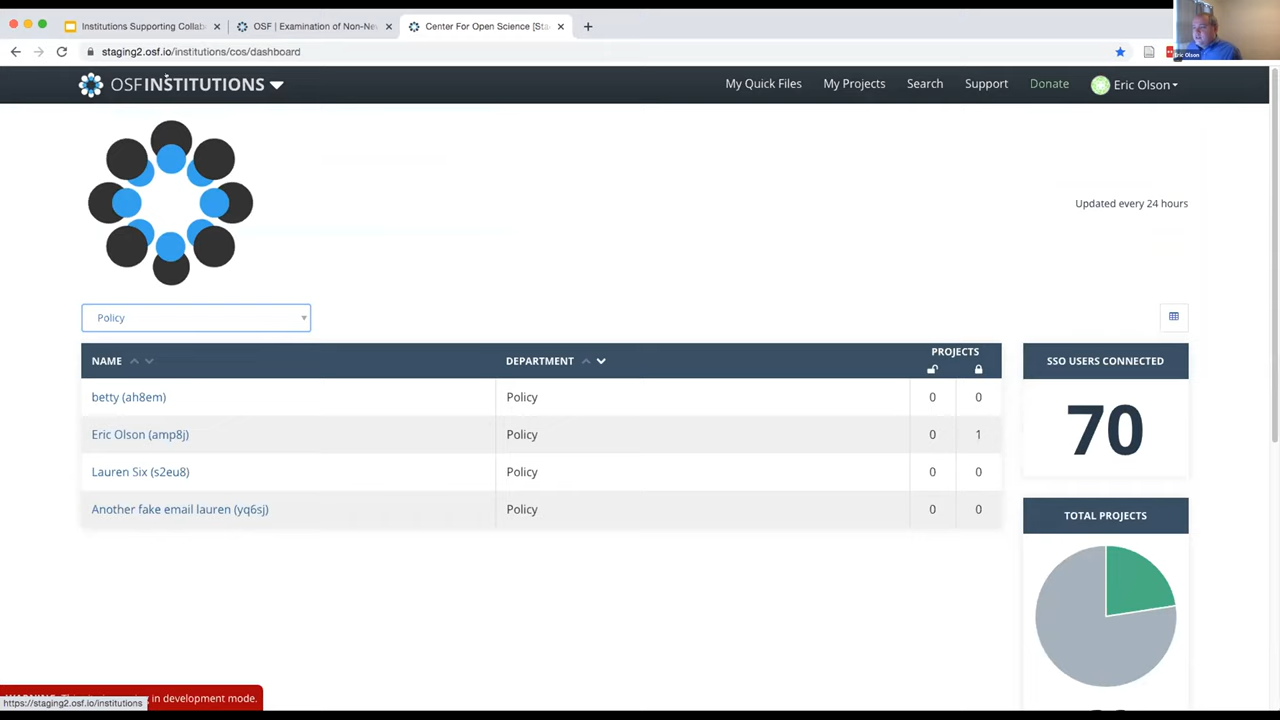 Institutions Supporting Collab
OSF | Examination of Non-Ne
Center For Open Science [Sta
staging2.osf.io/institutions/cos/dashboard
Eric Olson
OSFINSTITUTIONS
My Quick Files
My Projects
Search
Support
Donate
Eric Olson
Updated every 24 hours
Policy
NAME
DEPARTMENT
PROJECTS
betty (ah8em)
Policy
0
0
Eric Olson (amp8j)
Policy
0
1
Lauren Six (s2eu8)
Policy
0
0
Another fake email lauren (yq6sj)
Policy
0
0
SSO USERS CONNECTED
70
TOTAL PROJECTS
in development mode.
https://staging2.osf.io/institutions